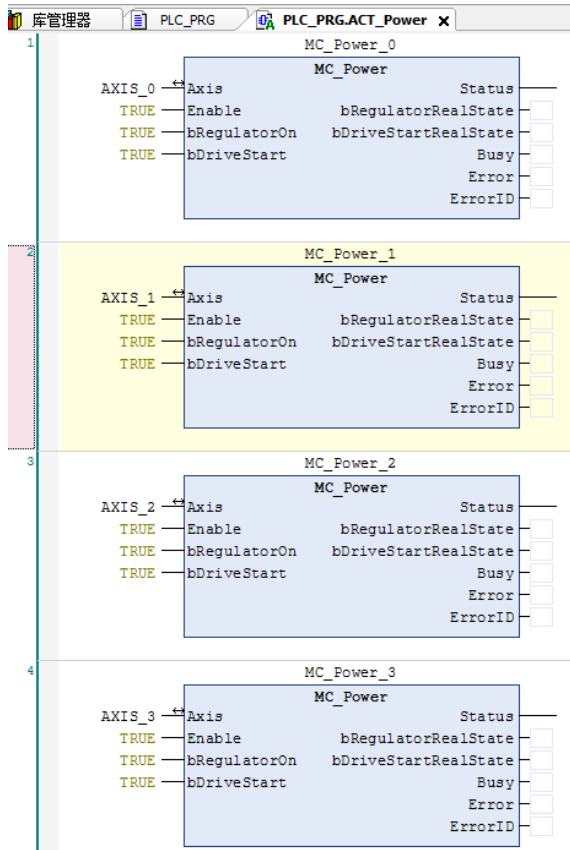 库管理器 PLC_PRG PLC_PRG.ACT_Power X
1 MC_Power_0
MC_Power
AXIS_0 Axis Status
TRUE Enable bRegulatorRealState
TRUE bRegulatorOn bDriveStartRealState
TRUE bDriveStart Busy
Error
ErrorID
2 MC_Power_1
MC_Power
AXIS_1 Axis Status
TRUE Enable bRegulatorRealState
TRUE bRegulatorOn bDriveStartRealState
TRUE bDriveStart Busy
Error
ErrorID
3 MC_Power_2
MC_Power
AXIS_2 Axis Status
TRUE Enable bRegulatorRealState
TRUE bRegulatorOn bDriveStartRealState
TRUE bDriveStart Busy
Error
ErrorID
4 MC_Power_3
MC_Power
AXIS_3 Axis Status
TRUE Enable bRegulatorRealState
TRUE bRegulatorOn bDriveStartRealState
TRUE bDriveStart Busy
Error
ErrorID